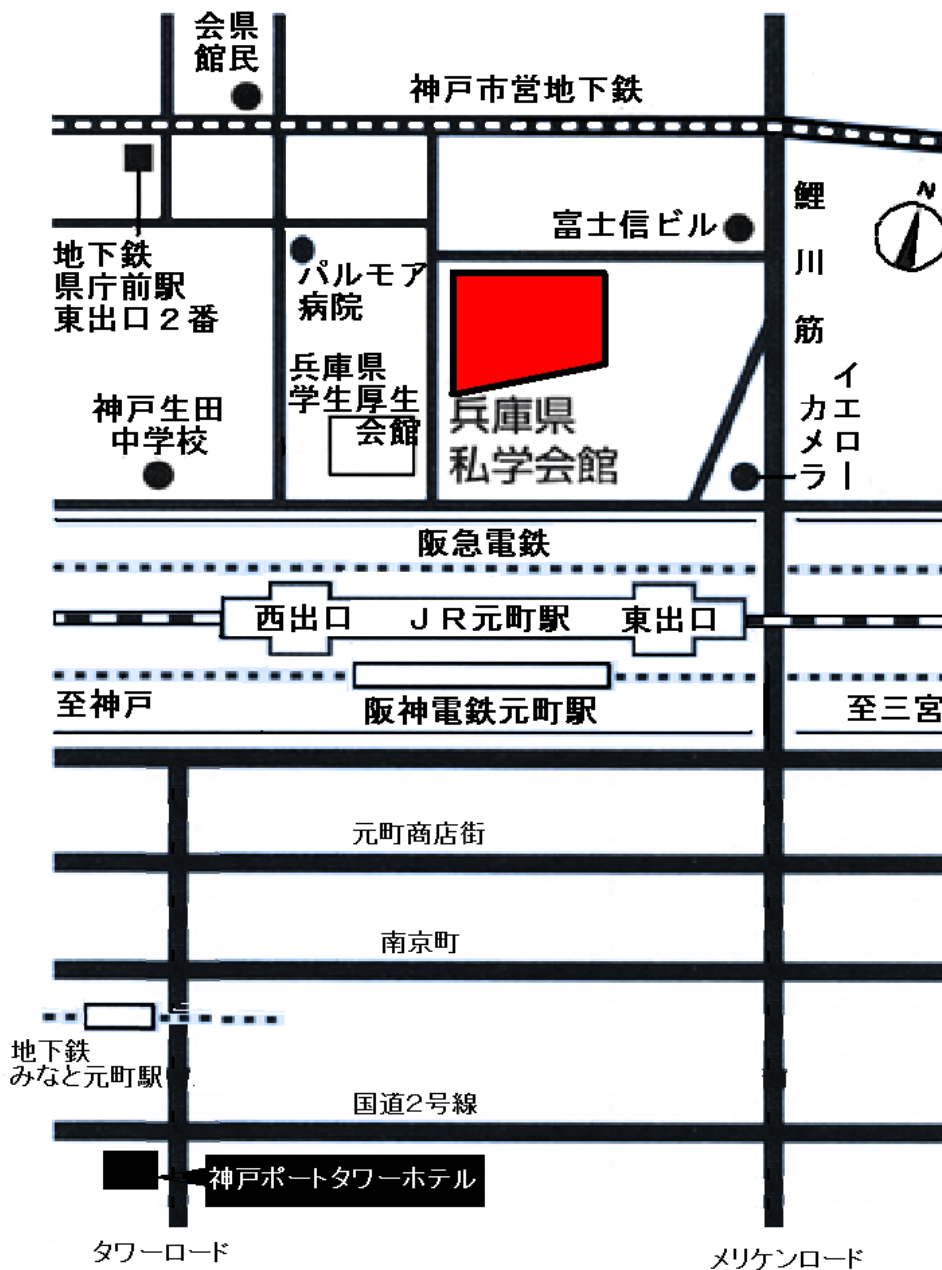 会県
館民
神戸市営地下鉄
N
鯉川筋
富士信ビル
地下鉄
県庁前駅
東出口2番
パルモア
病院
兵庫県
学生厚生
会館
神戸生田
中学校
兵庫県
私学会館
イエロー
カメラ
阪急電鉄
西出口
JR元町駅
東出口
至神戸
阪神電鉄元町駅
至三宮
元町商店街
南京町
地下鉄
みなと元町駅
国道2号線
神戸ポートタワーホテル
タワーロード
メリケンロード